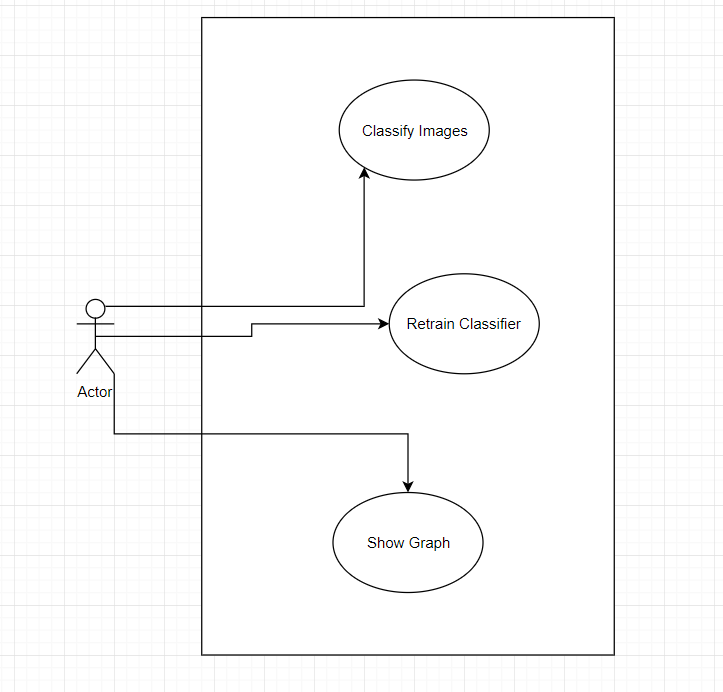 Classify Images
Retrain Classifier
Actor
Show Graph